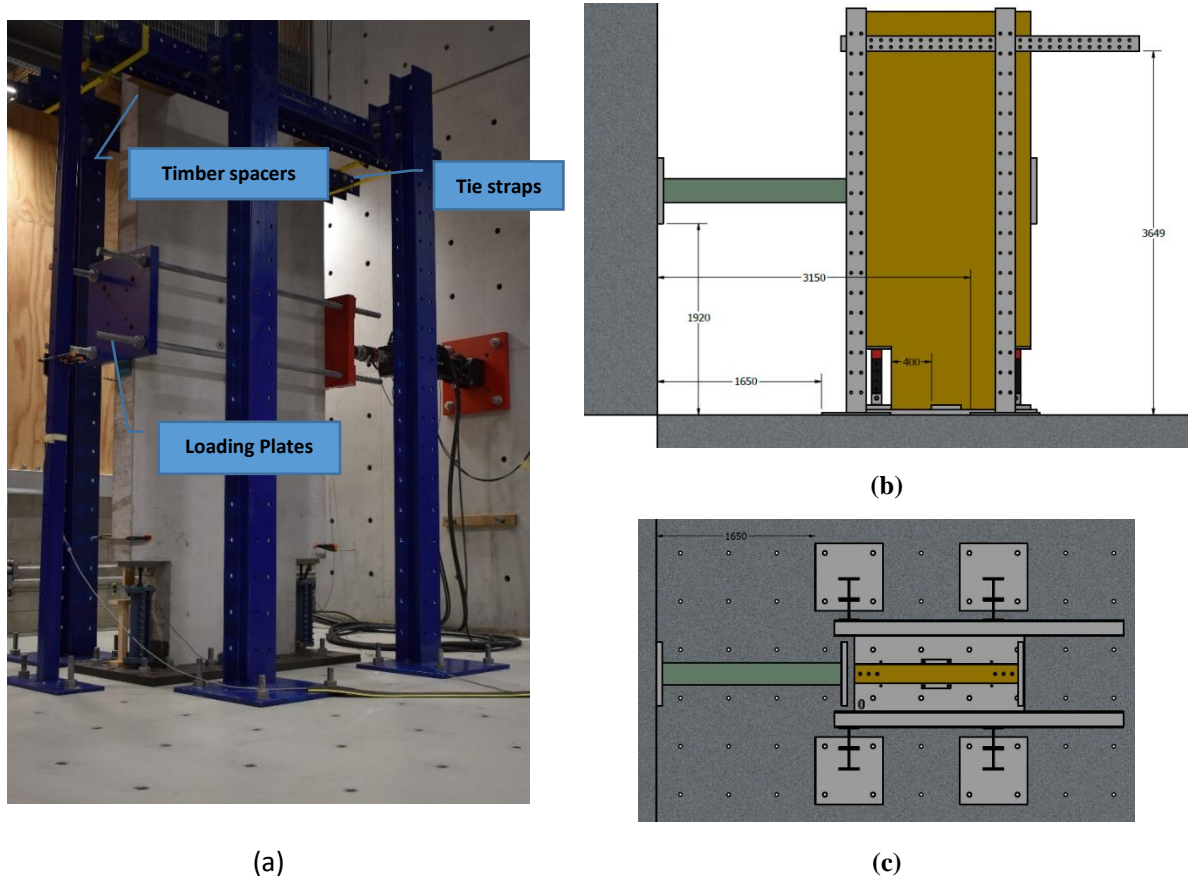 Timber spacers
Tie straps
Loading Plates
(a)
3649
3150
1920
400
1650
(b)
1650
0
(c)